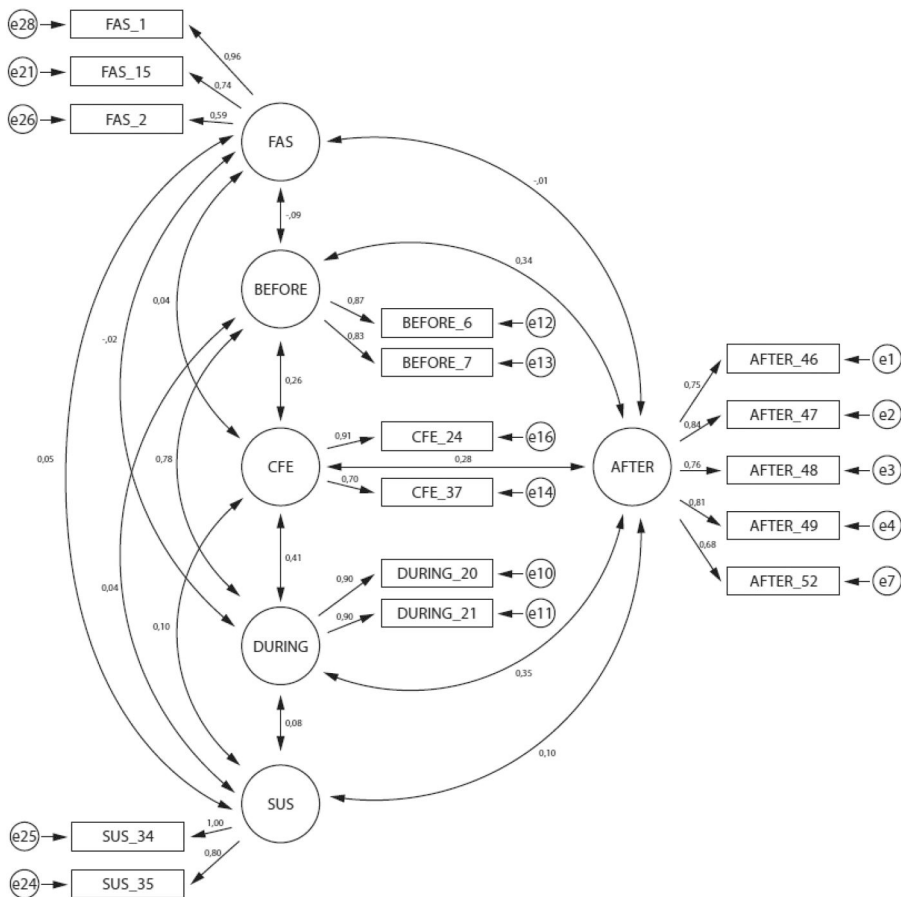 e28 FAS_1
0,96
e21 FAS_15
0,74
e26 FAS_2
0,59
FAS
-,01
-,09
0,34
BEFORE
0,04
0,87
BEFORE_6 e12
-,02
0,83
BEFORE_7 e13
AFTER_46 e1
0,75
0,26
AFTER_47 e2
0,84
0,91
CFE_24 e16
0,05
0,78
CFE
0,28
AFTER
0,76
AFTER_48 e3
0,70
CFE_37 e14
0,81
AFTER_49 e4
0,68
0,41
0,90
DURING_20 e10
AFTER_52 e7
0,04
0,90
DURING_21 e11
0,10
DURING
0,35
0,08
0,10
SUS
1,00
e25 SUS_34
0,80
e24 SUS_35